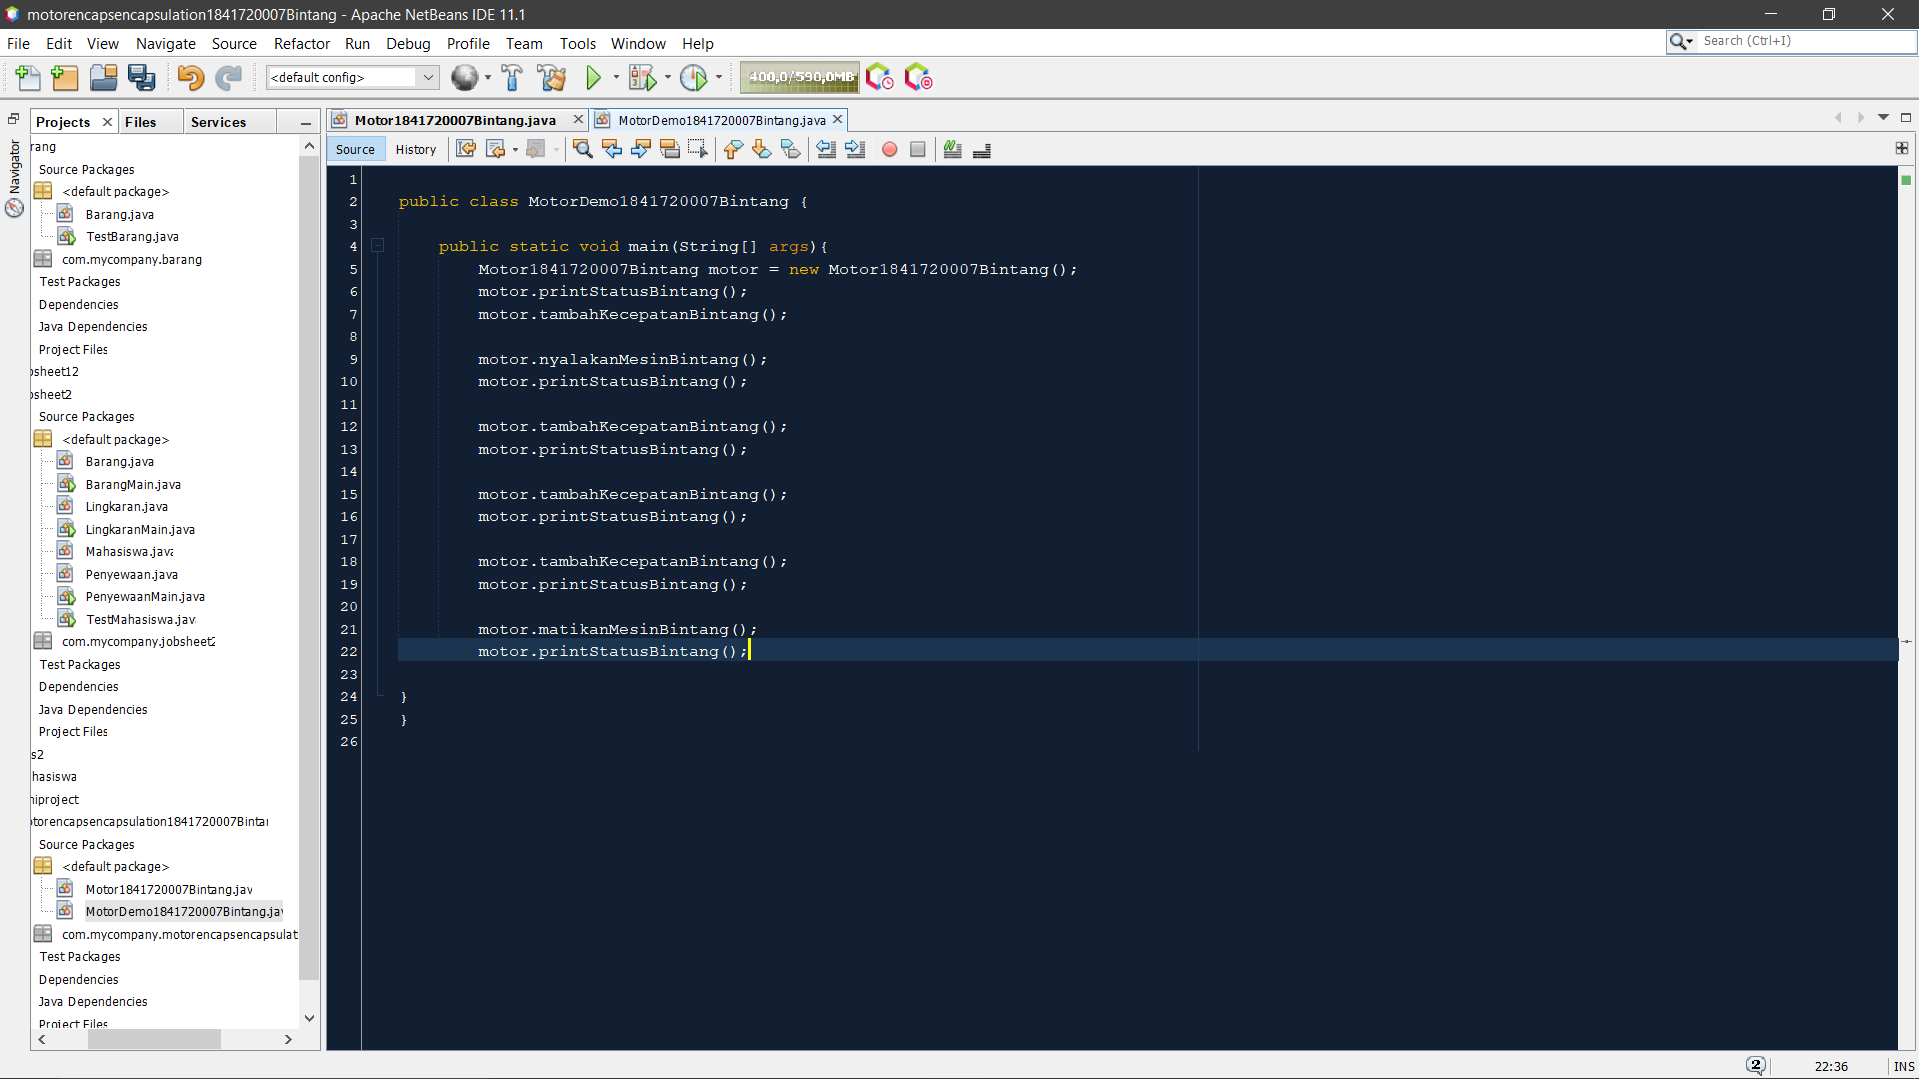 motorencapsencapsulation1841720007Bintang - Apache NetBeans IDE 11.1
File Edit View Navigate Source Refactor Run Debug Profile Team Tools Window Help
Search (Ctrl+I)
<default config>
400,0/590,0MB
Projects Files Services
Navigator
rang
Source Packages
<default package>
Barang.java
TestBarang.java
com.mycompany.barang
Test Packages
Dependencies
Java Dependencies
Project Files
bsheet12
bsheet2
Source Packages
<default package>
Barang.java
BarangMain.java
Lingkaran.java
LingkaranMain.java
Mahasiswa.java
Penyewaan.java
PenyewaanMain.java
TestMahasiswa.jav
com.mycompany.jobsheet2
Test Packages
Dependencies
Java Dependencies
Project Files
s2
hasiswa
niproject
otorencapsencapsulation1841720007Bintar
Source Packages
<default package>
Motor1841720007Bintang.jav
MotorDemo1841720007Bintang.jav
com.mycompany.motorencapsencapsulat
Test Packages
Dependencies
Java Dependencies
Project Files
Motor1841720007Bintang.java MotorDemo1841720007Bintang.java
Source History
1
2 public class MotorDemo1841720007Bintang {
3
4 public static void main(String[] args){
5 Motor1841720007Bintang motor = new Motor1841720007Bintang();
6 motor.printStatusBintang();
7 motor.tambahKecepatanBintang();
8
9 motor.nyalakanMesinBintang();
10 motor.printStatusBintang();
11
12 motor.tambahKecepatanBintang();
13 motor.printStatusBintang();
14
15 motor.tambahKecepatanBintang();
16 motor.printStatusBintang();
17
18 motor.tambahKecepatanBintang();
19 motor.printStatusBintang();
20
21 motor.matikanMesinBintang();
22 motor.printStatusBintang();
23
24 }
25 }
26
2 22:36 INS